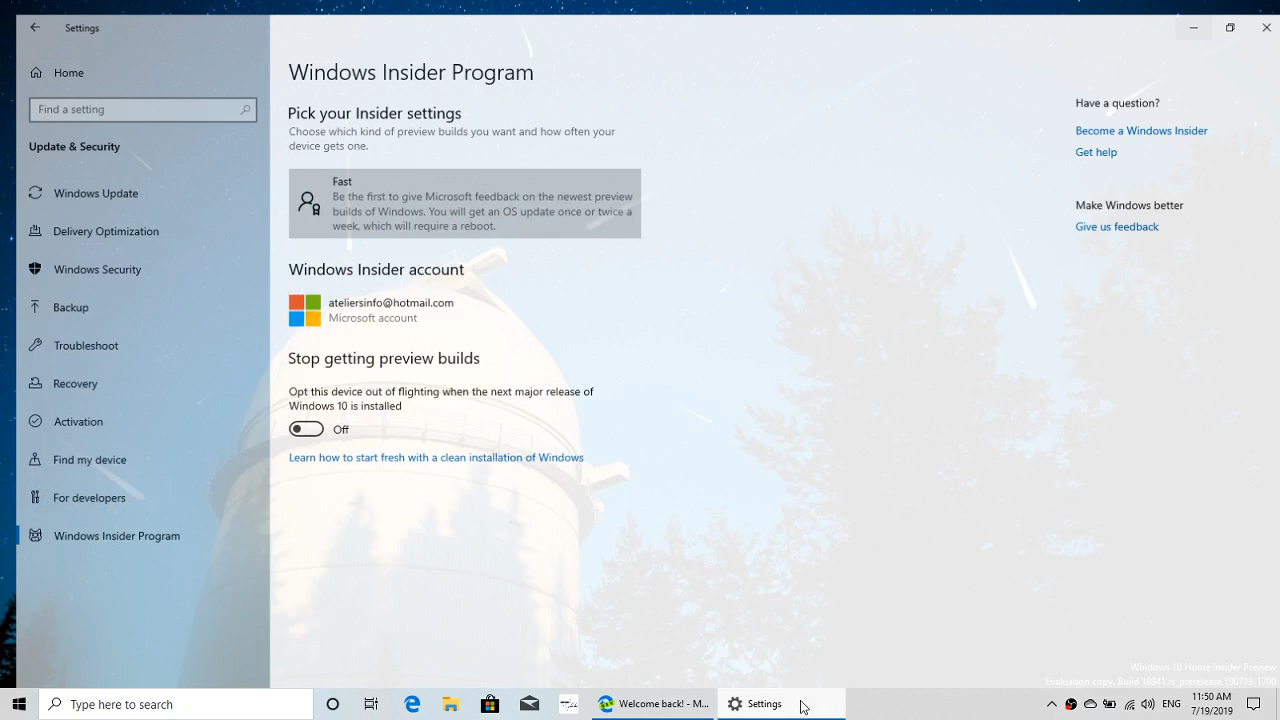 Settings
Home
Find a setting
Update & Security
Windows Update
Delivery Optimization
Windows Security
Backup
Troubleshoot
Recovery
Activation
Find my device
For developers
Windows Insider Program
Windows Insider Program
Pick your Insider settings
Choose which kind of preview builds you want and how often your
device gets one.
Fast
Be the first to give Microsoft feedback on the newest preview
builds of Windows. You will get an OS update once or twice a
week, which will require a reboot.
Windows Insider account
ateliersinfo@hotmail.com
Microsoft account
Stop getting preview builds
Opt this device out of flighting when the next major release of
Windows 10 is installed
Off
Learn how to start fresh with a clean installation of Windows
Have a question?
Become a Windows Insider
Get help
Make Windows better
Give us feedback
Windows 10 Home Insider Preview
Evaluation copy. Build 18941.rs_prerelease.190713-1700
Type here to search
Welcome back! - M...
Settings
ENG
11:50 AM
7/19/2019